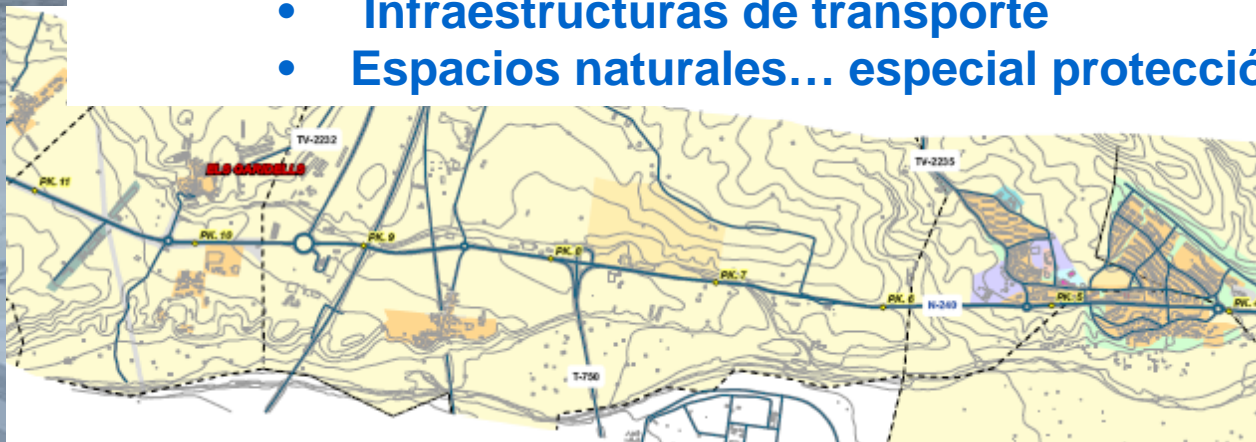 • Infraestructuras de transporte
• Espacios naturales… especial protecció
TV-2232
ELS GARIDELLS
TV-2235
PK. 11
PK. 10
PK. 9
PK. 8
PK. 7
PK. 6
N-240
PK. 5
PK.
T-750